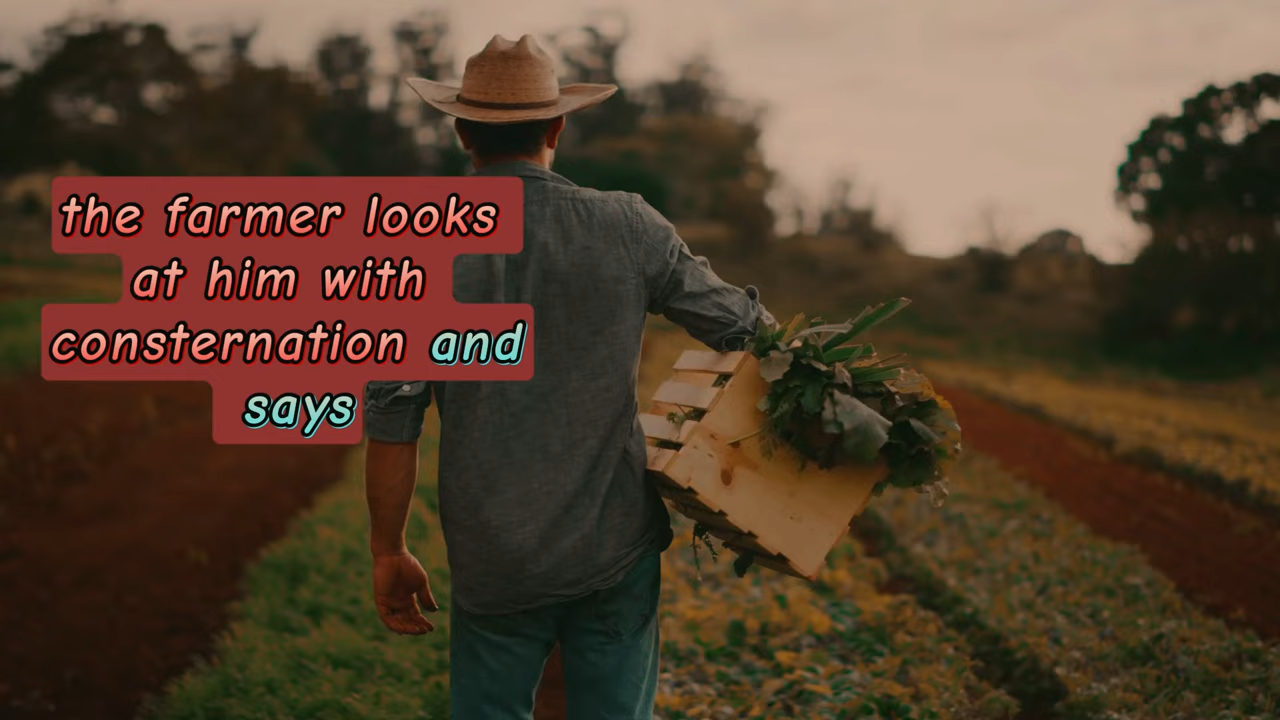 the farmer looks
at him with
consternation and
says